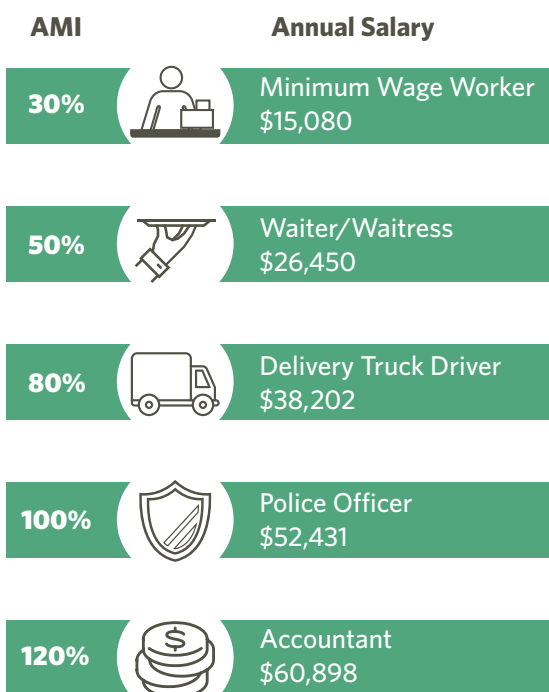 AMI Annual Salary
30% Minimum Wage Worker
$15,080
50% Waiter/Waitress
$26,450
80% Delivery Truck Driver
$38,202
100% Police Officer
$52,431
$
120% Accountant
$60,898